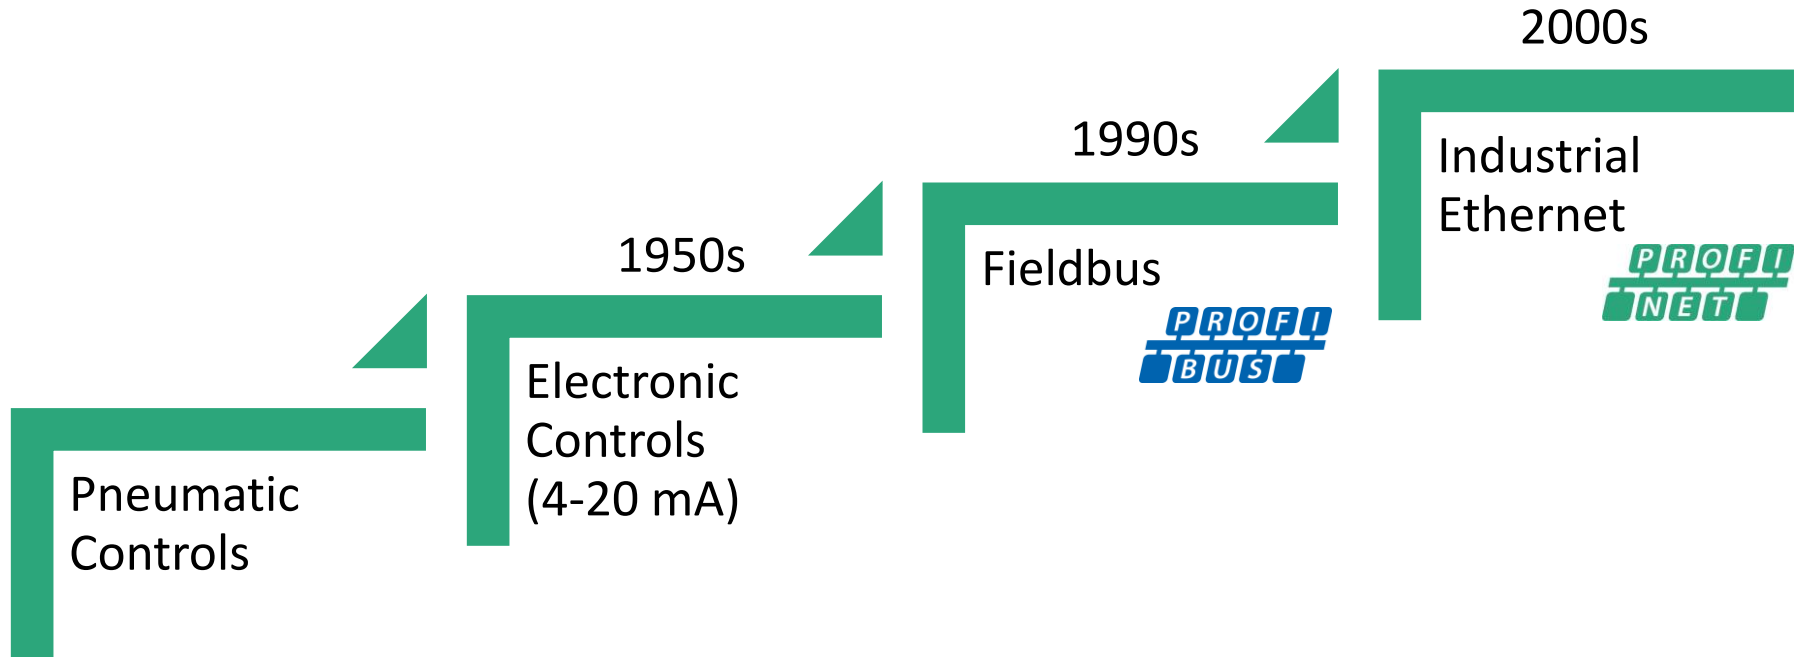 Pneumatic
Controls
1950s
Electronic
Controls
(4-20 mA)
1990s
Fieldbus
PROFI
BUS
2000s
Industrial
Ethernet
PROFI
NET